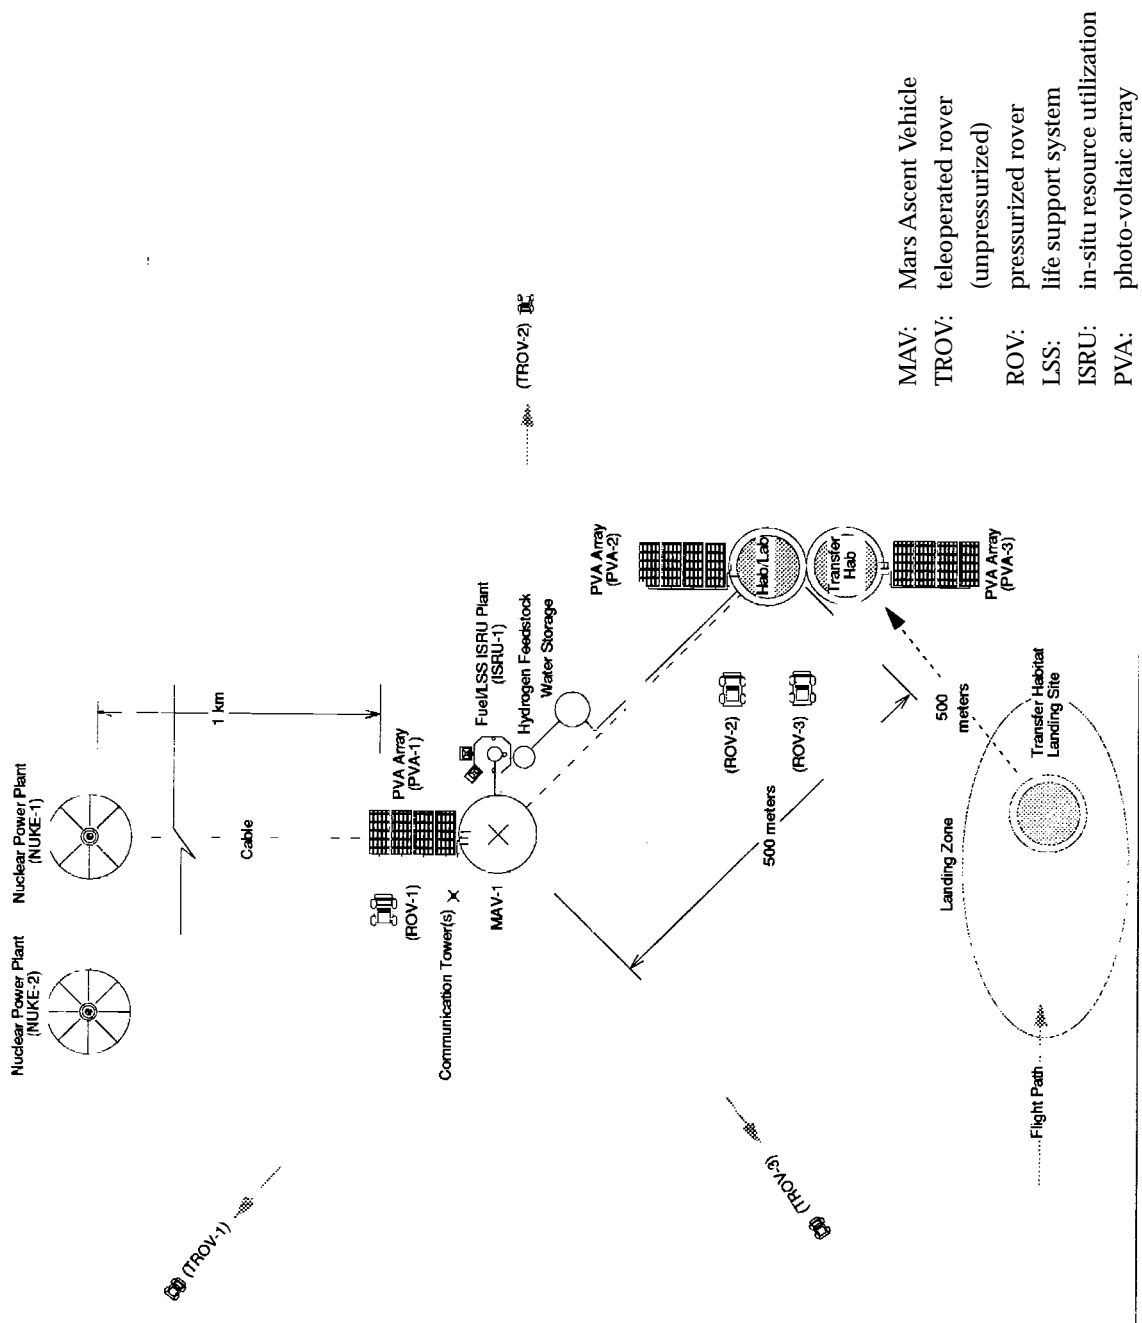 Nuclear Power Plant
(NUKE-2)
Nuclear Power Plant
(NUKE-1)
1 km
Cable
PVA Array
(PVA-1)
Fuel/LSS ISRU Plant
(ISRU-1)
Hydrogen Feedstock
Water Storage
(ROV-1)
Communication Tower(s)
MAV-1
(TROV-1)
(TROV-2)
(TROV-3)
PVA Array
(PVA-2)
Hab/Lab
Transfer
Hab
PVA Array
(PVA-3)
(ROV-2)
(ROV-3)
500 meters
500
meters
Transfer Habitat
Landing Site
Landing Zone
Flight Path
MAV: Mars Ascent Vehicle
TROV: teleoperated rover
(unpressurized)
ROV: pressurized rover
LSS: life support system
ISRU: in-situ resource utilization
PVA: photo-voltaic array